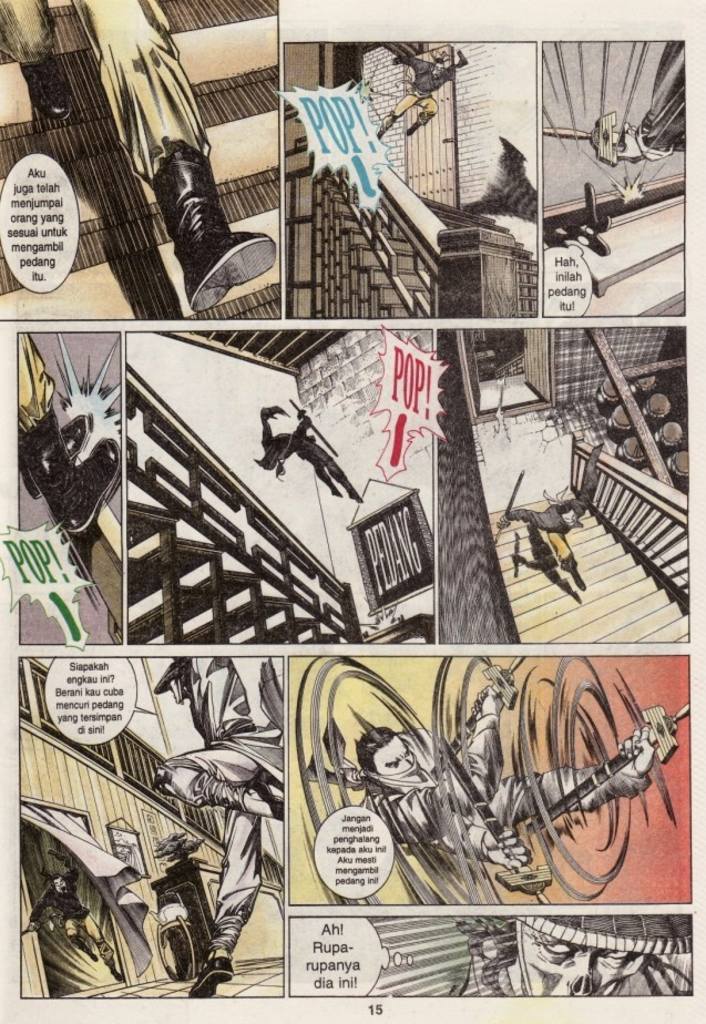 Aku
juga telah
menjumpai
orang yang
sesuai untuk
mengambil
pedang
itu.
POP!
Hah,
inilah
pedang
itu!
POP!
POP!
PEDANG
Siapakah
engkau ini?
Berani kau cuba
mencuri pedang
yang tersimpan
di sini!
Jangan
menjadi
penghalang
kepada aku ini!
Aku mesti
mengambil
pedang ini!
Ah!
Rupa-
rupanya
dia ini!
15